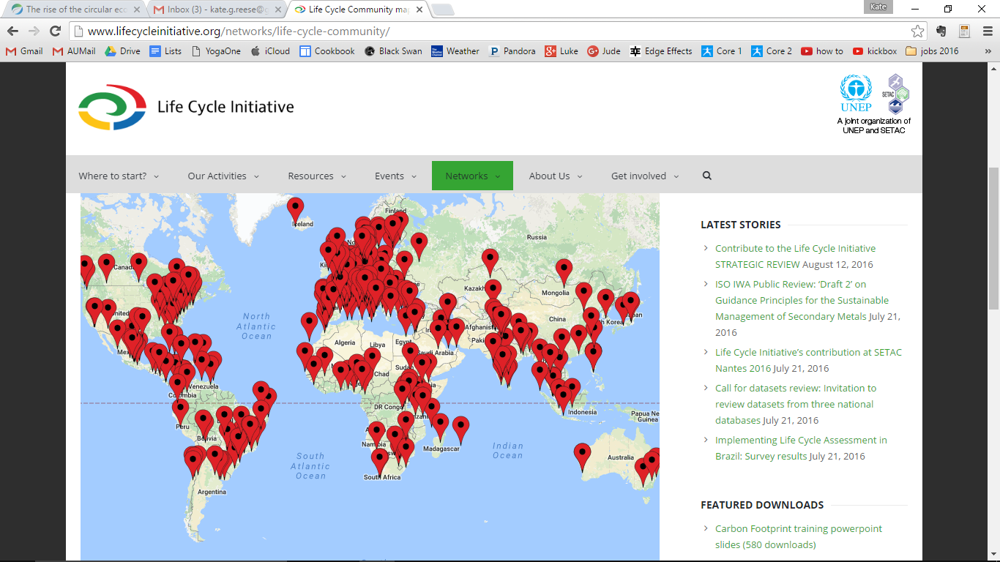 The rise of the circular eco
Inbox (3) - kate.g.reese@g
Life Cycle Community ma
Kate
www.lifecycleinitiative.org/networks/life-cycle-community/
Gmail AUMail Drive Lists YogaOne iCloud Cookbook Black Swan Weather Pandora Luke Jude Edge Effects Core 1 Core 2 how to kickbox jobs 2016 »
Life Cycle Initiative
UNEP SETAC
A joint organization of
UNEP and SETAC
Where to start? Our Activities Resources Events Networks About Us Get involved
Finland
Iceland
Russia
Canad
Kazakh
Mongolia
North
Atlantic
Ocean
China
Afghanistan
Algeria
Libya
Egypt
Saudi Arabia
Chad
Venezuela
Colombia
DR Congo
Indonesia
Papua New
Guinea
Peru
Bolivia
Namibia
Madagascar
Indian
Ocean
South
Atlantic
Ocean
Australia
South Africa
Argentina
LATEST STORIES
Contribute to the Life Cycle Initiative
STRATEGIC REVIEW August 12, 2016
ISO IWA Public Review: ‘Draft 2’ on
Guidance Principles for the Sustainable
Management of Secondary Metals July 21,
2016
Life Cycle Initiative’s contribution at SETAC
Nantes 2016 July 21, 2016
Call for datasets review: Invitation to
review datasets from three national
databases July 21, 2016
Implementing Life Cycle Assessment in
Brazil: Survey results July 21, 2016
FEATURED DOWNLOADS
Carbon Footprint training powerpoint
slides (580 downloads)